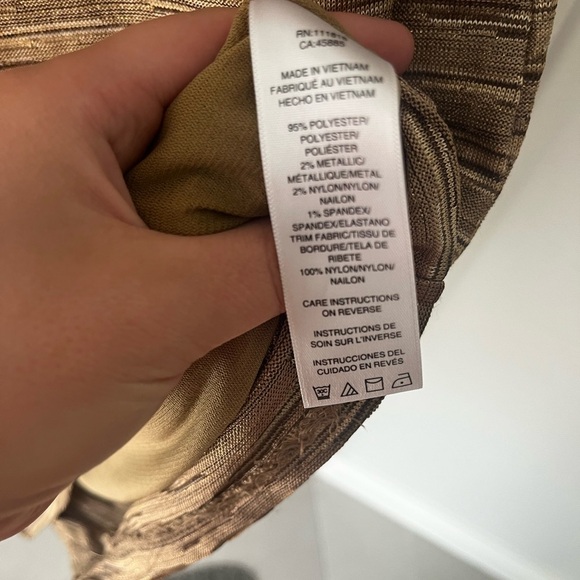 CA:45885
MADE IN VIETNAM
FABRIQUÉ AU VIETNAM
HECHO EN VIETNAM
95% POLYESTER/
POLYESTER/
POLIÉSTER
2% METALLIC/
MÉTALLIQUE/METAL
2% NYLON/NYLON/
NAILON
1% SPANDEX/
SPANDEX/ELASTANO
TRIM FABRIC/TISSU DE
BORDURE/TELA DE
RIBETE
100% NYLON/NYLON/
NAILON
CARE INSTRUCTIONS
ON REVERSE
INSTRUCTIONS DE
SOIN SUR L'INVERSE
INSTRUCCIONES DEL
CUIDADO EN REVÉS